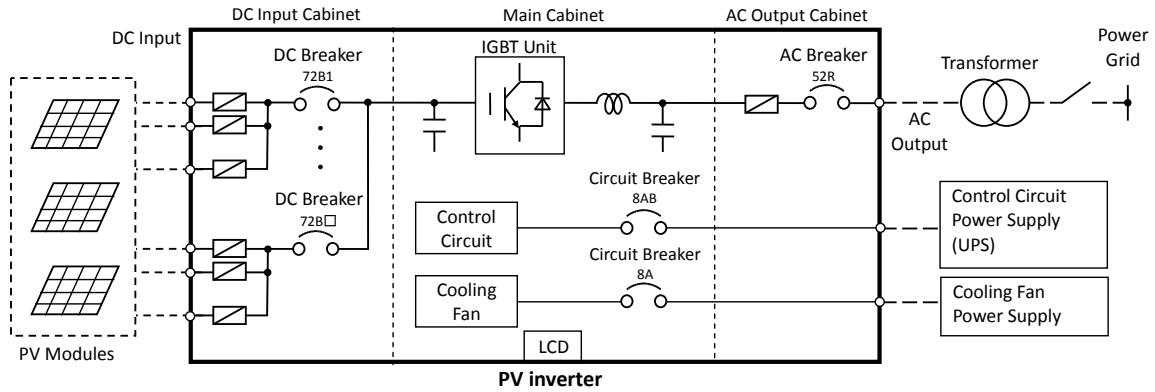 DC Input Cabinet
Main Cabinet
AC Output Cabinet
DC Input
DC Breaker
72B1
IGBT Unit
AC Breaker
52R
Transformer
Power
Grid
AC
Output
DC Breaker
72B□
Circuit Breaker
8AB
Control
Circuit
Control Circuit
Power Supply
(UPS)
Circuit Breaker
8A
Cooling
Fan
Cooling Fan
Power Supply
LCD
PV Modules
PV inverter